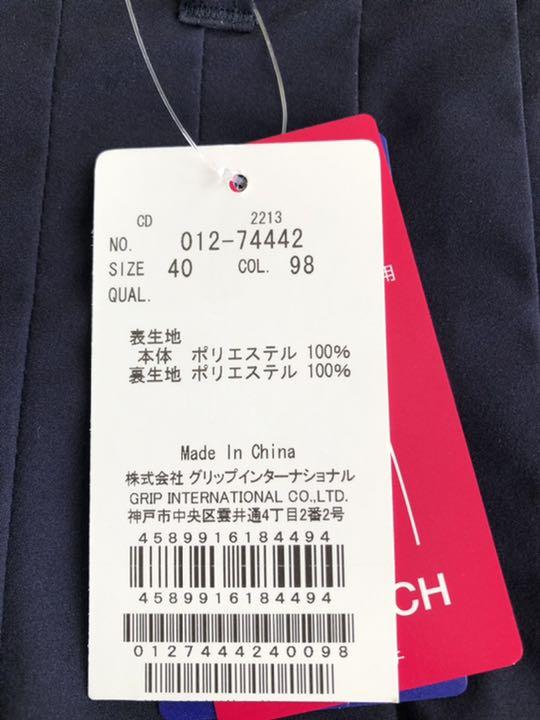 CD 2213
NO. 012-74442
SIZE 40 COL. 98
QUAL.
表生地
本体 ポリエステル 100%
裏生地 ポリエステル 100%
Made In China
株式会社 グリップインターナショナル
GRIP INTERNATIONAL CO.,LTD.
神戸市中央区雲井通4丁目2番2号
4589916184494
4589916184494
0127444240098
用
CH